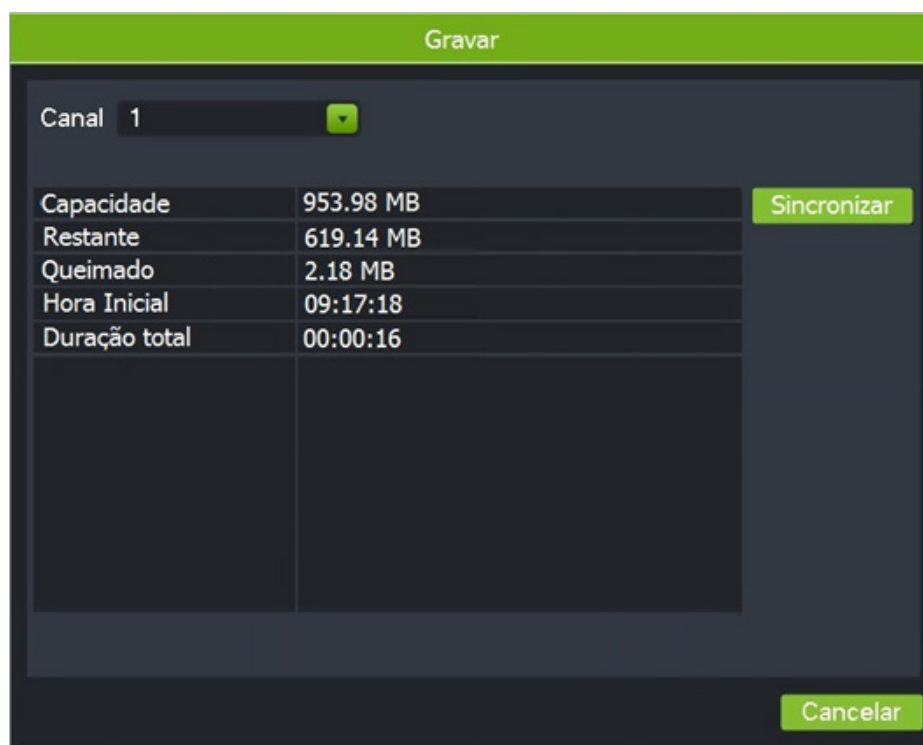 Gravar
Canal 1
Capacidade 953.98 MB
Sincronizar
Restante 619.14 MB
Queimado 2.18 MB
Hora Inicial 09:17:18
Duração total 00:00:16
Cancelar